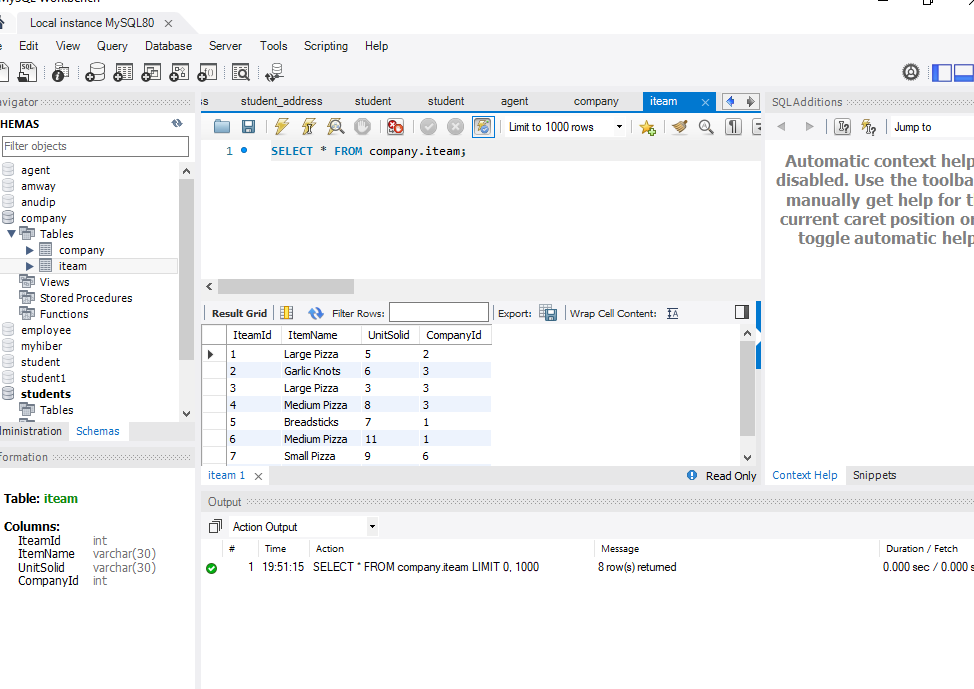 MySQL Workbench
Local instance MySQL80
Edit View Query Database Server Tools Scripting Help
student_address student student agent company iteam
SQLAdditions
HEMAS
Filter objects
agent
amway
anudip
company
Tables
company
iteam
Views
Stored Procedures
Functions
employee
myhiber
student
student1
students
Tables
Administration Schemas
Limit to 1000 rows
1 SELECT * FROM company.iteam;
Jump to
Automatic context help
disabled. Use the toolba
manually get help for t
current caret position or
toggle automatic help
Result Grid Filter Rows: Export: Wrap Cell Content:
IteamId ItemName UnitSolid CompanyId
1 Large Pizza 5 2
2 Garlic Knots 6 3
3 Large Pizza 3 3
4 Medium Pizza 8 3
5 Breadsticks 7 1
6 Medium Pizza 11 1
7 Small Pizza 9 6
iteam 1 Read Only
Context Help Snippets
formation
Table: iteam
Columns:
IteamId int
ItemName varchar(30)
UnitSolid varchar(30)
CompanyId int
Output
Action Output
# Time Action Message Duration / Fetch
1 19:51:15 SELECT * FROM company.iteam LIMIT 0, 1000 8 row(s) returned 0.000 sec / 0.000 s